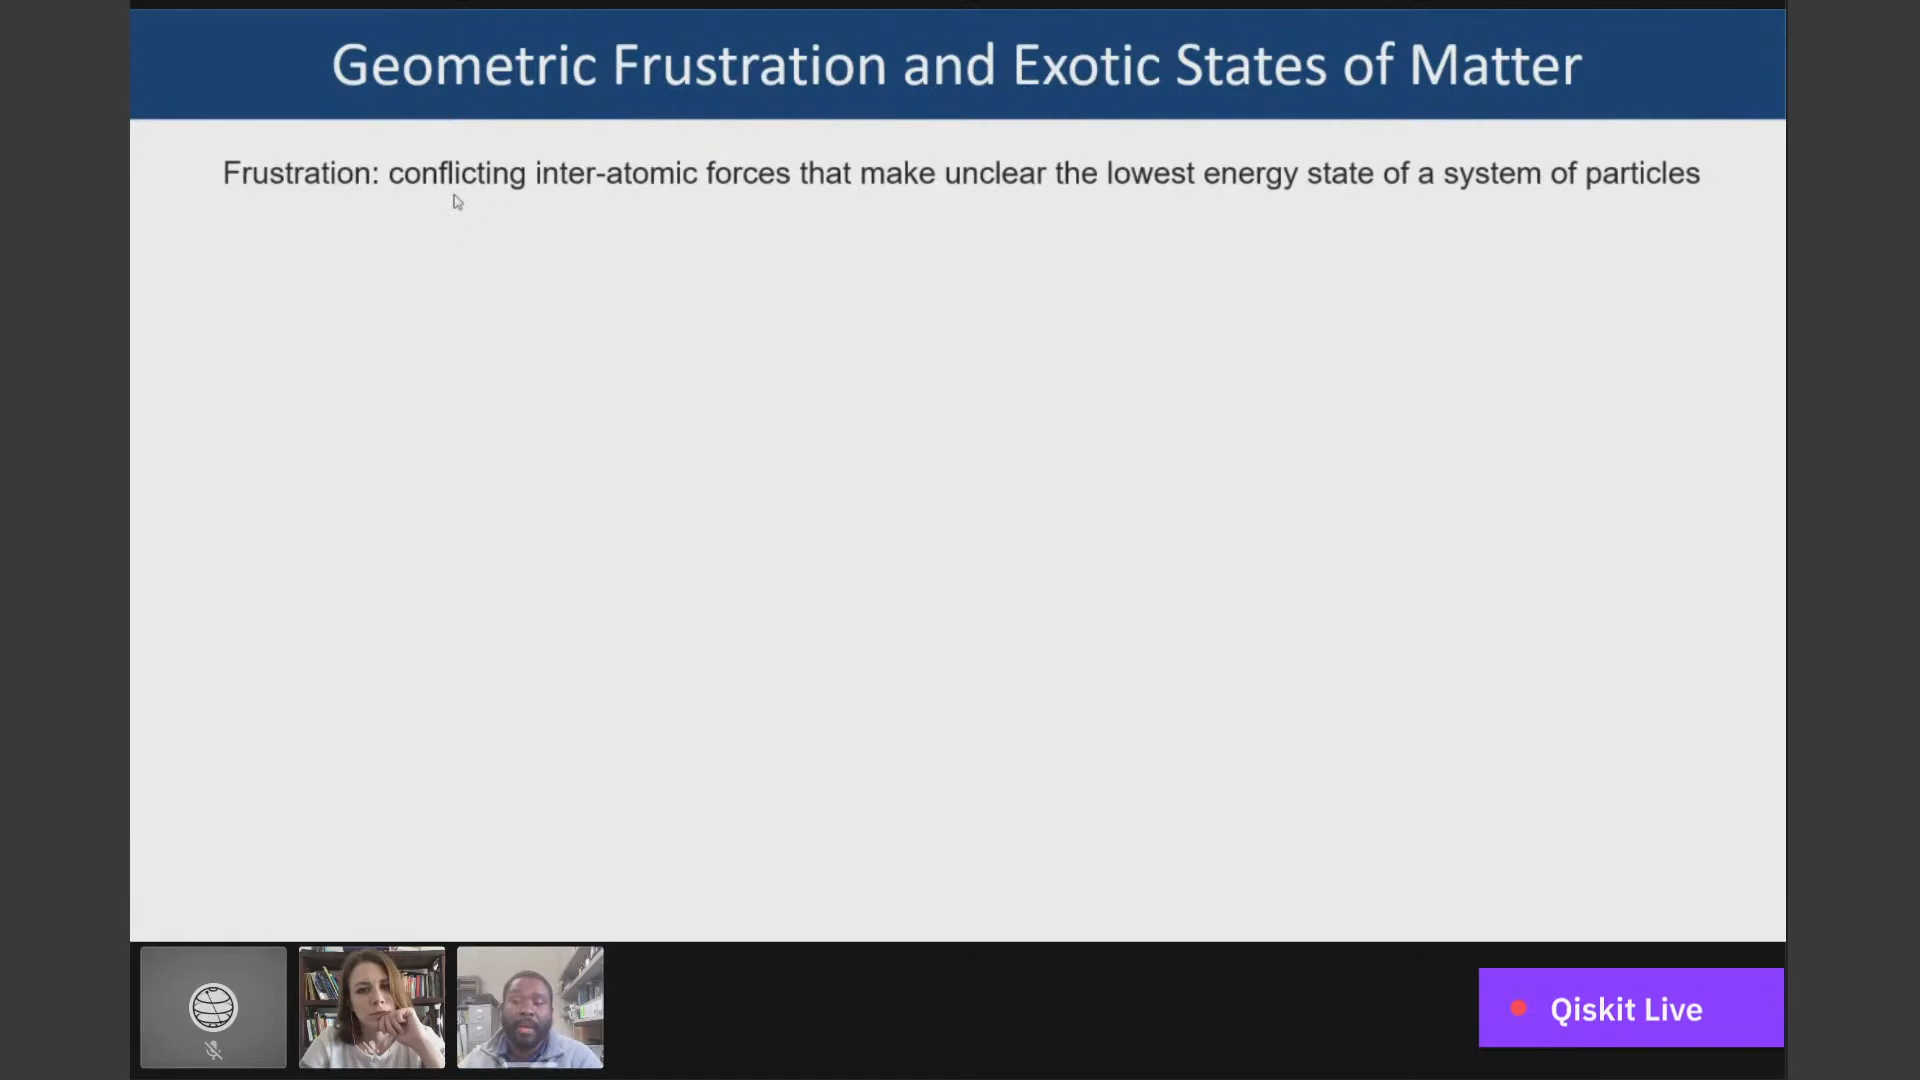 Geometric Frustration and Exotic States of Matter
Frustration: conflicting inter-atomic forces that make unclear the lowest energy state of a system of particles
Qiskit Live